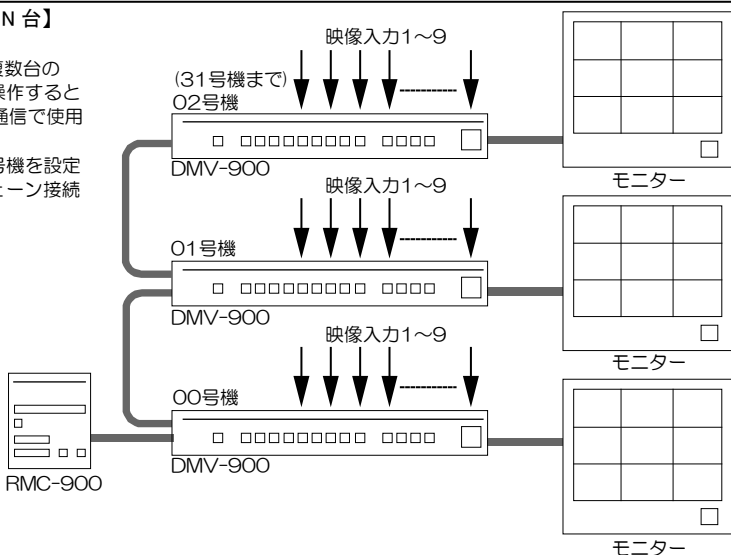 N 台】
複数台の
操作すると
通信で使用
号機を設定
ェーン接続
映像入力1～9
(31号機まで)
02号機
DMV-900
モニター
映像入力1～9
01号機
DMV-900
モニター
映像入力1～9
00号機
DMV-900
RMC-900
モニター